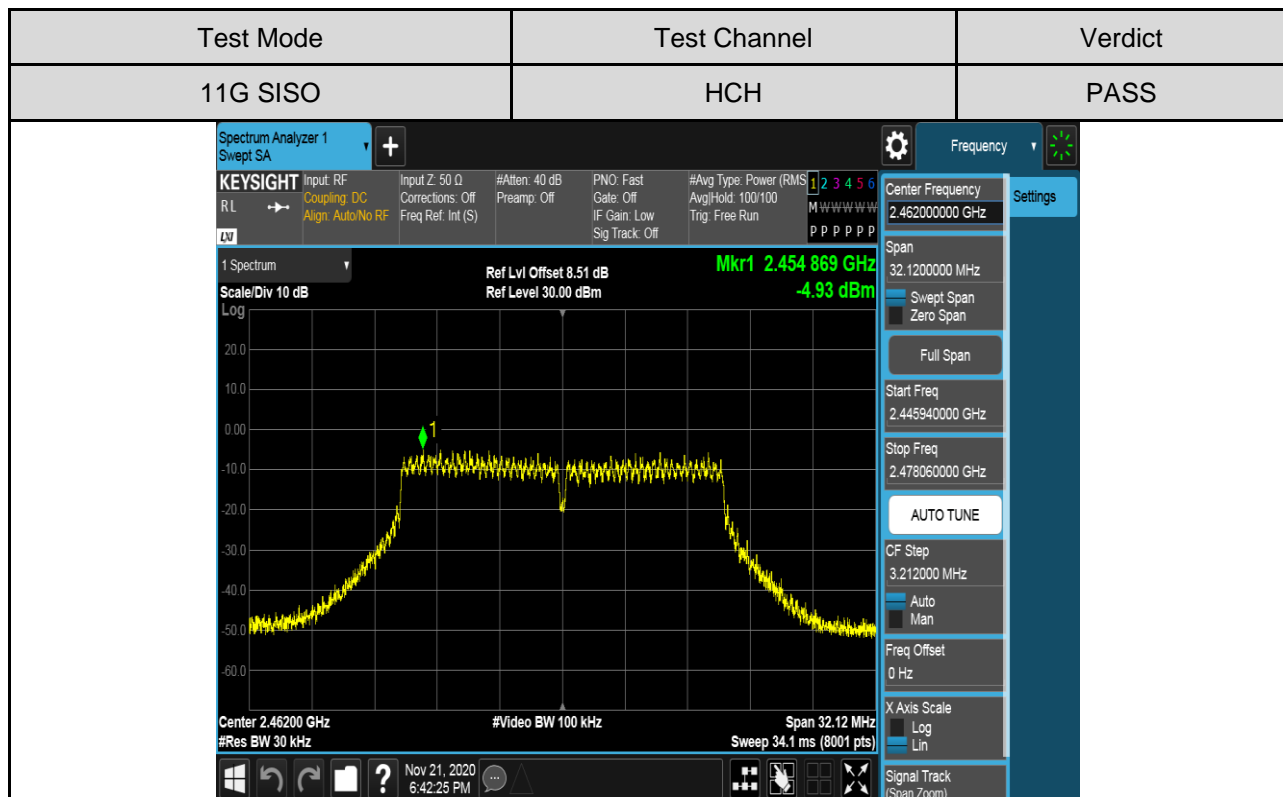 Test Mode Test Channel Verdict
11G SISO HCH PASS
Spectrum Analyzer 1
Swept SA
+
Frequency
KEYSIGHT Input: RF Input Z: 50 Ω #Atten: 40 dB PNO: Fast #Avg Type: Power (RMS 1 2 3 4 5 6
RL Coupling: DC Corrections: Off Preamp: Off Gate: Off Avg|Hold: 100/100 M W W W W W
Align: Auto/No RF Freq Ref: Int (S) IF Gain: Low Trig: Free Run
LXI Sig Track: Off P P P P P P
Center Frequency
2.462000000 GHz
Settings
Span
32.1200000 MHz
Swept Span
Zero Span
Full Span
Start Freq
2.445940000 GHz
Stop Freq
2.478060000 GHz
AUTO TUNE
CF Step
3.212000 MHz
Auto
Man
Freq Offset
0 Hz
X Axis Scale
Log
Lin
Signal Track
(Span Zoom)
1 Spectrum Ref Lvl Offset 8.51 dB Mkr1 2.454 869 GHz
Scale/Div 10 dB Ref Level 30.00 dBm -4.93 dBm
Log
20.0
10.0
0.00
1
-10.0
-20.0
-30.0
-40.0
-50.0
-60.0
Center 2.46200 GHz #Video BW 100 kHz Span 32.12 MHz
#Res BW 30 kHz Sweep 34.1 ms (8001 pts)
? Nov 21, 2020
6:42:25 PM